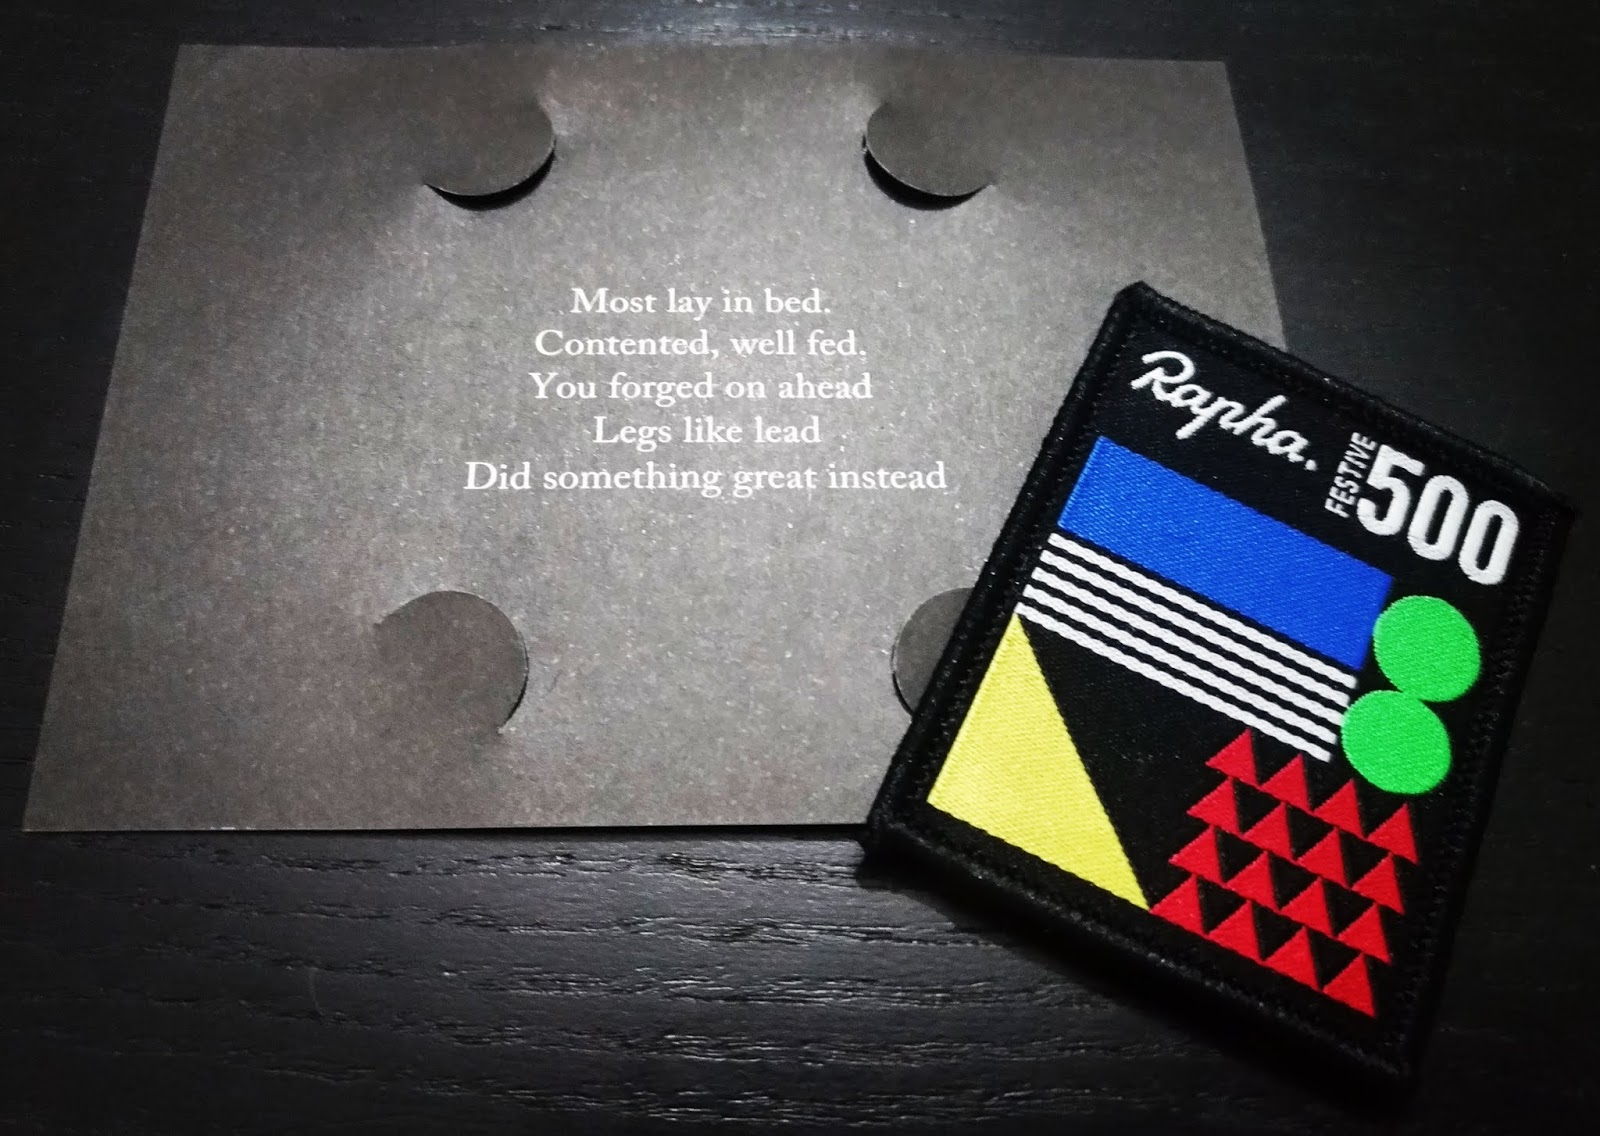 Most lay in bed.
Contented, well fed.
You forged on ahead
Legs like lead
Did something great instead
Rapha.
FESTIVE
500